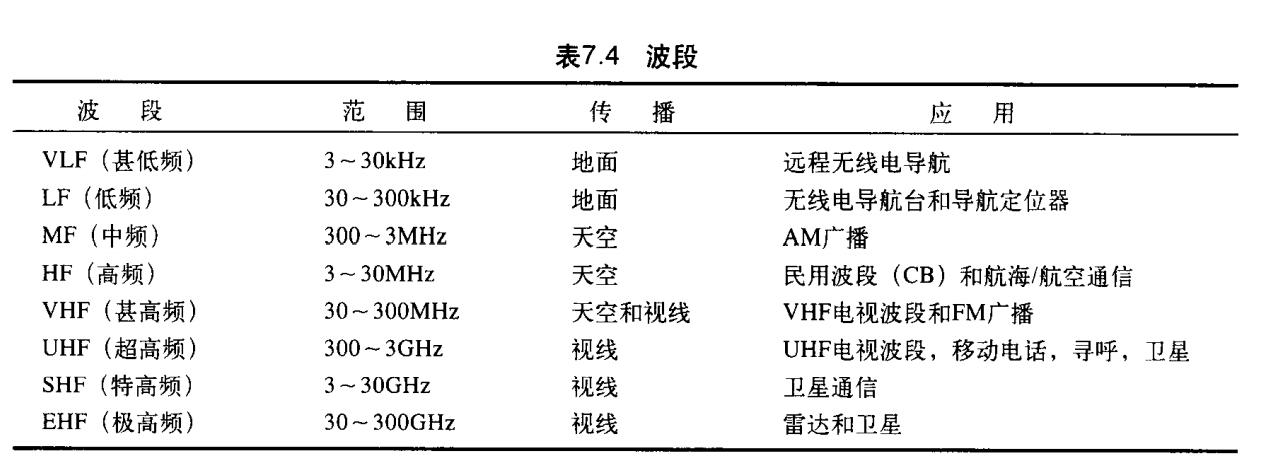 表7.4 波段
波 段 范 围 传 播 应 用
VLF（甚低频） 3～30kHz 地面 远程无线电导航
LF（低频） 30～300kHz 地面 无线电导航台和导航定位器
MF（中频） 300～3MHz 天空 AM广播
HF（高频） 3～30MHz 天空 民用波段（CB）和航海/航空通信
VHF（甚高频） 30～300MHz 天空和视线 VHF电视波段和FM广播
UHF（超高频） 300～3GHz 视线 UHF电视波段，移动电话，寻呼，卫星
SHF（特高频） 3～30GHz 视线 卫星通信
EHF（极高频） 30～300GHz 视线 雷达和卫星